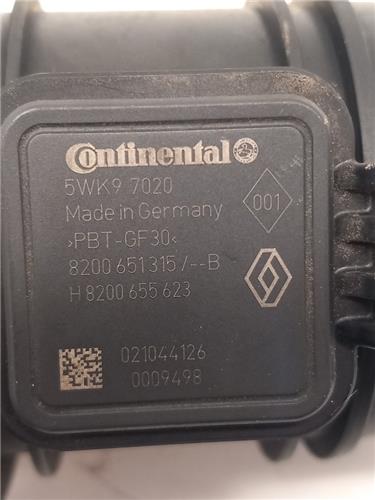 Continental
5WK9 7020
Made in Germany
001
>PBT-GF30<
8200 651 315 /--B
H 8200 655 623
021044126
0009498